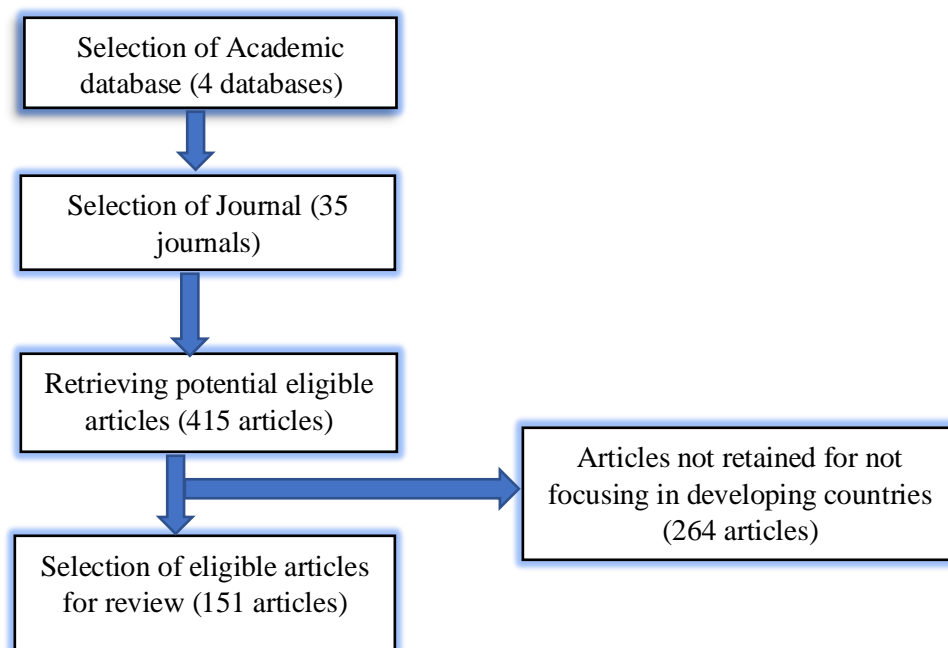 Selection of Academic
database (4 databases)
Selection of Journal (35
journals)
Retrieving potential eligible
articles (415 articles)
Articles not retained for not
focusing in developing countries
(264 articles)
Selection of eligible articles
for review (151 articles)